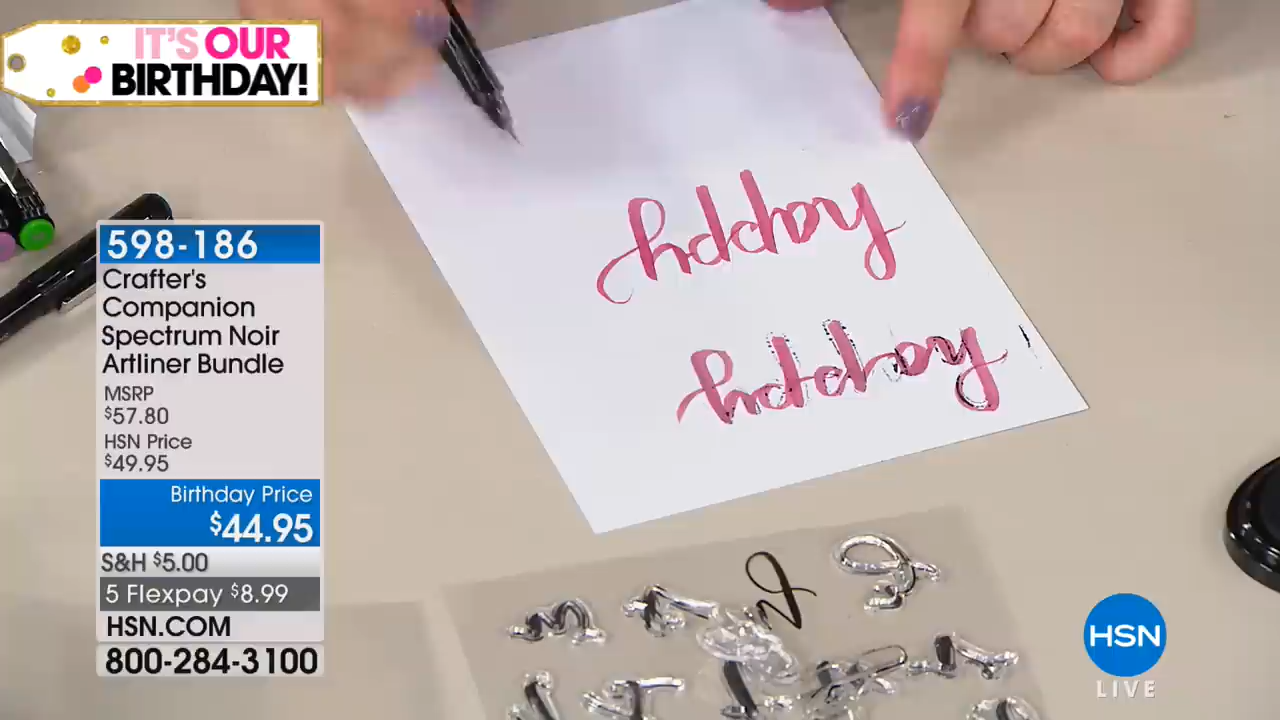 IT'S OUR
BIRTHDAY!
598-186
Crafter's
Companion
Spectrum Noir
Artliner Bundle
MSRP
$57.80
HSN Price
$49.95
Birthday Price
$44.95
S&H $5.00
5 Flexpay $8.99
HSN.COM
800-284-3100
HSN
LIVE